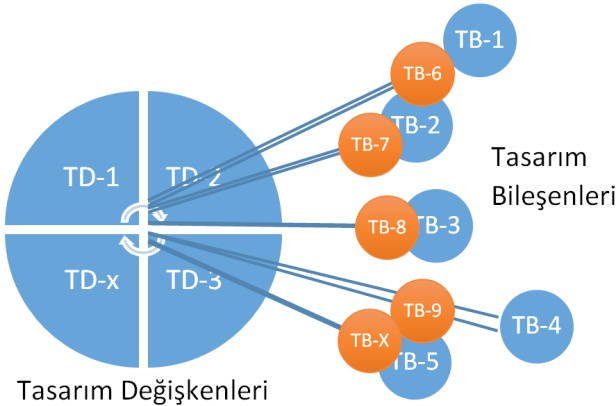 TB-1
TB-6
TB-2
TB-7
TD-1
TD-2
Tasarım
Bileşenleri
TB-8
TB-3
TD-x
TD-3
TB-9
TB-4
TB-X
TB-5
Tasarım Değişkenleri